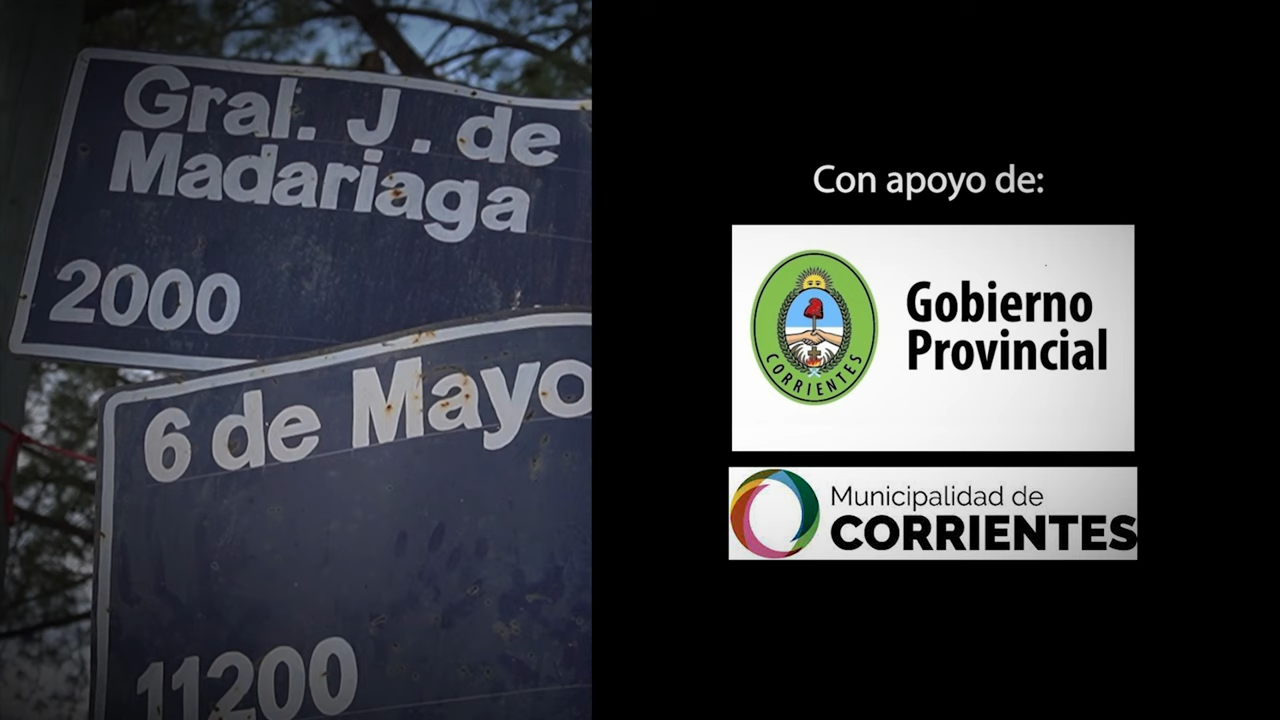 Gral. J. de
Madariaga
2000
6 de Mayo
11200
Con apoyo de:
CORRIENTES
Gobierno
Provincial
Municipalidad de
CORRIENTES